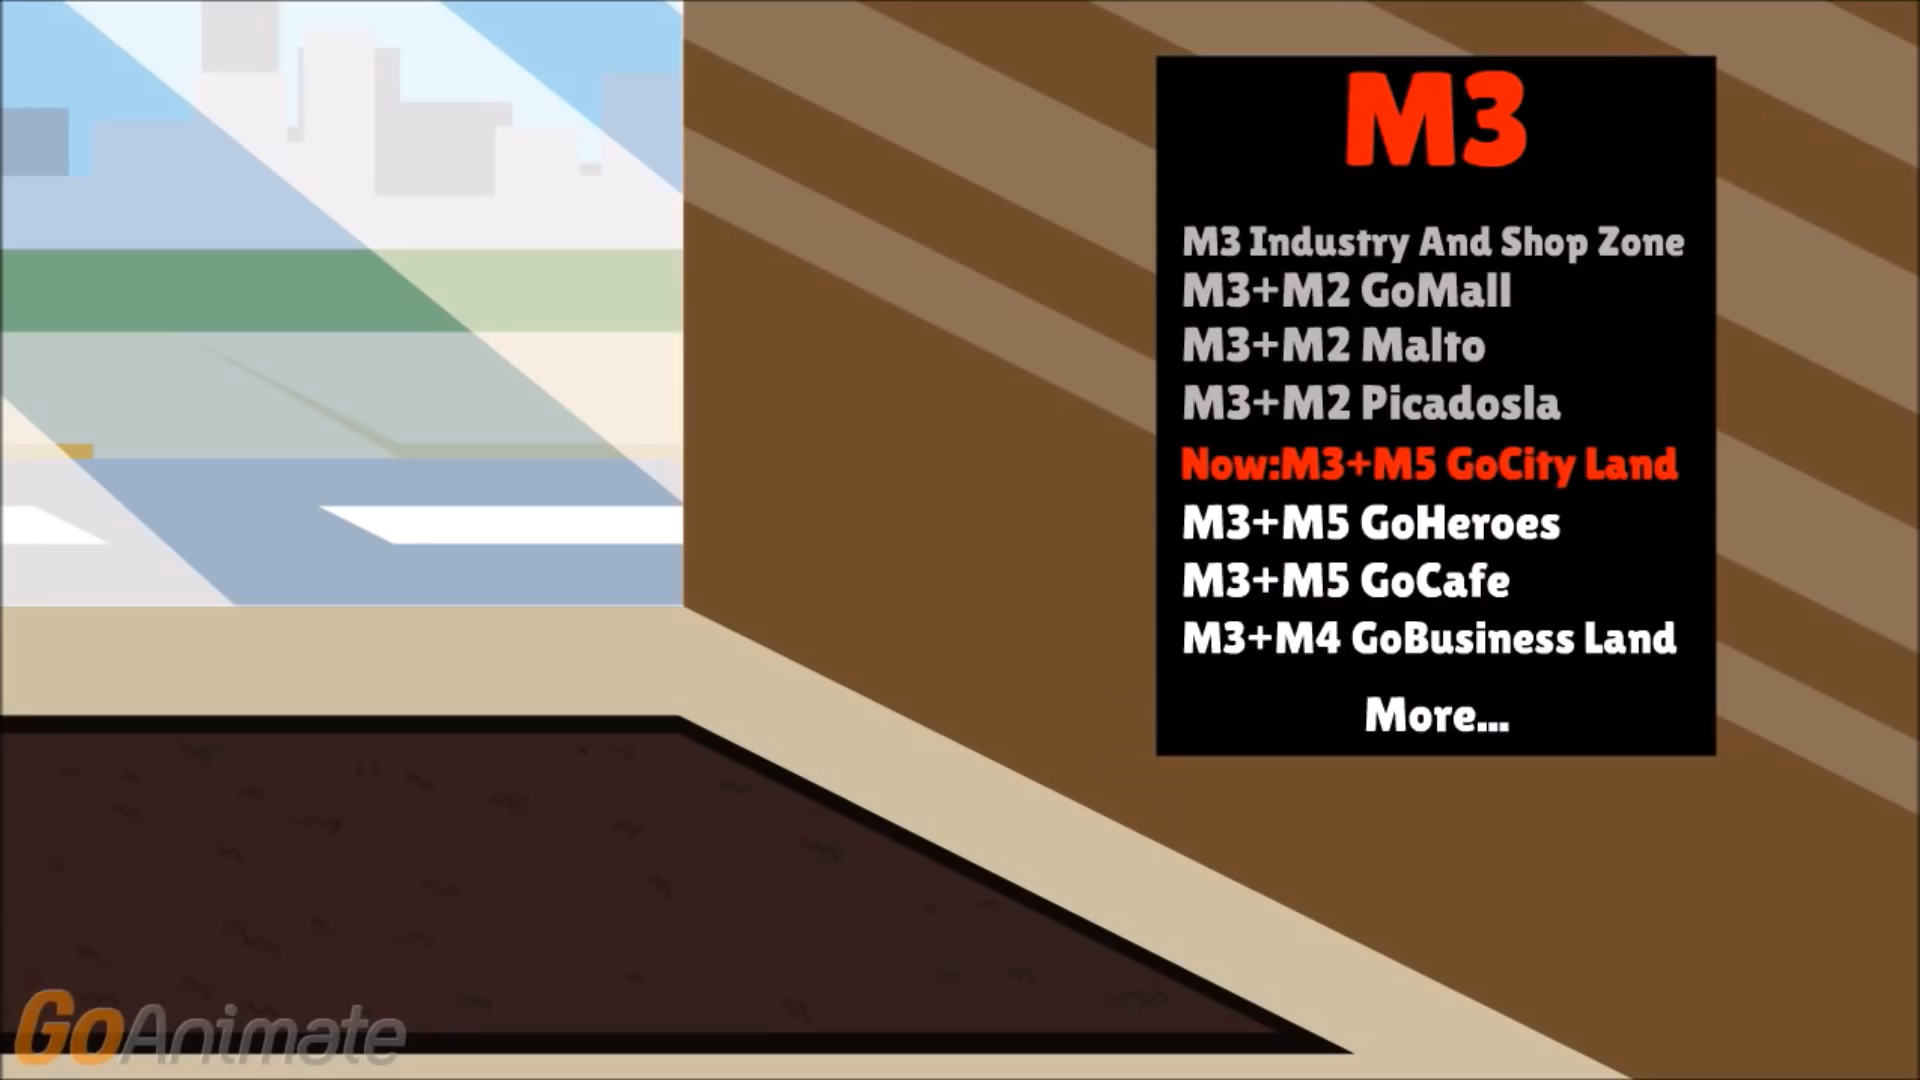 M3
M3 Industry And Shop Zone
M3+M2 GoMall
M3+M2 Malto
M3+M2 Picadosla
Now:M3+M5 GoCity Land
M3+M5 GoHeroes
M3+M5 GoCafe
M3+M4 GoBusiness Land
More...
GoAnimate